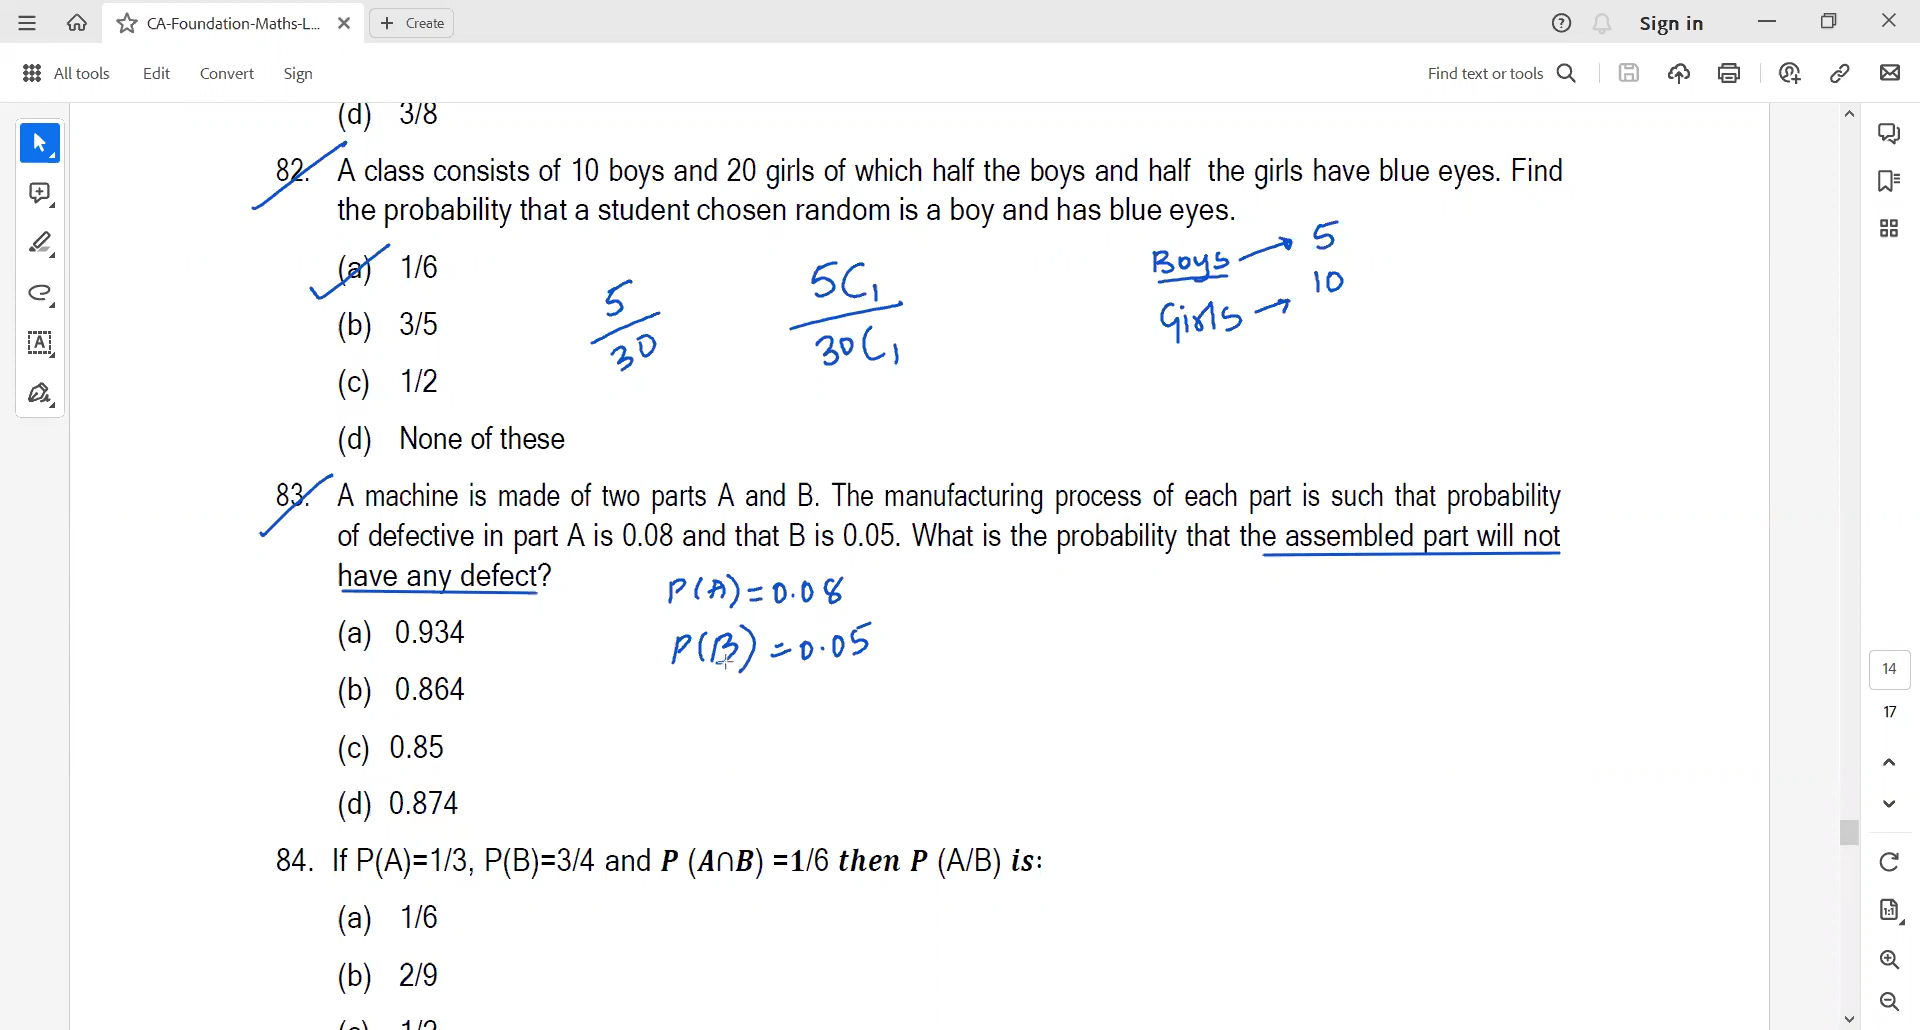 CA-Foundation-Maths-L...
Create
Sign in
All tools
Edit
Convert
Sign
Find text or tools
(d) 3/8
82. A class consists of 10 boys and 20 girls of which half the boys and half the girls have blue eyes. Find
the probability that a student chosen random is a boy and has blue eyes.
(a) 1/6
(b) 3/5
(c) 1/2
(d) None of these
5
30
5C1
30C1
Boys → 5
Girls → 10
83. A machine is made of two parts A and B. The manufacturing process of each part is such that probability
of defective in part A is 0.08 and that B is 0.05. What is the probability that the assembled part will not
have any defect?
P(A)=0.08
P(B)=0.05
(a) 0.934
(b) 0.864
(c) 0.85
(d) 0.874
84. If P(A)=1/3, P(B)=3/4 and P (A∩B) =1/6 then P (A/B) is:
(a) 1/6
(b) 2/9
14
17
1:1